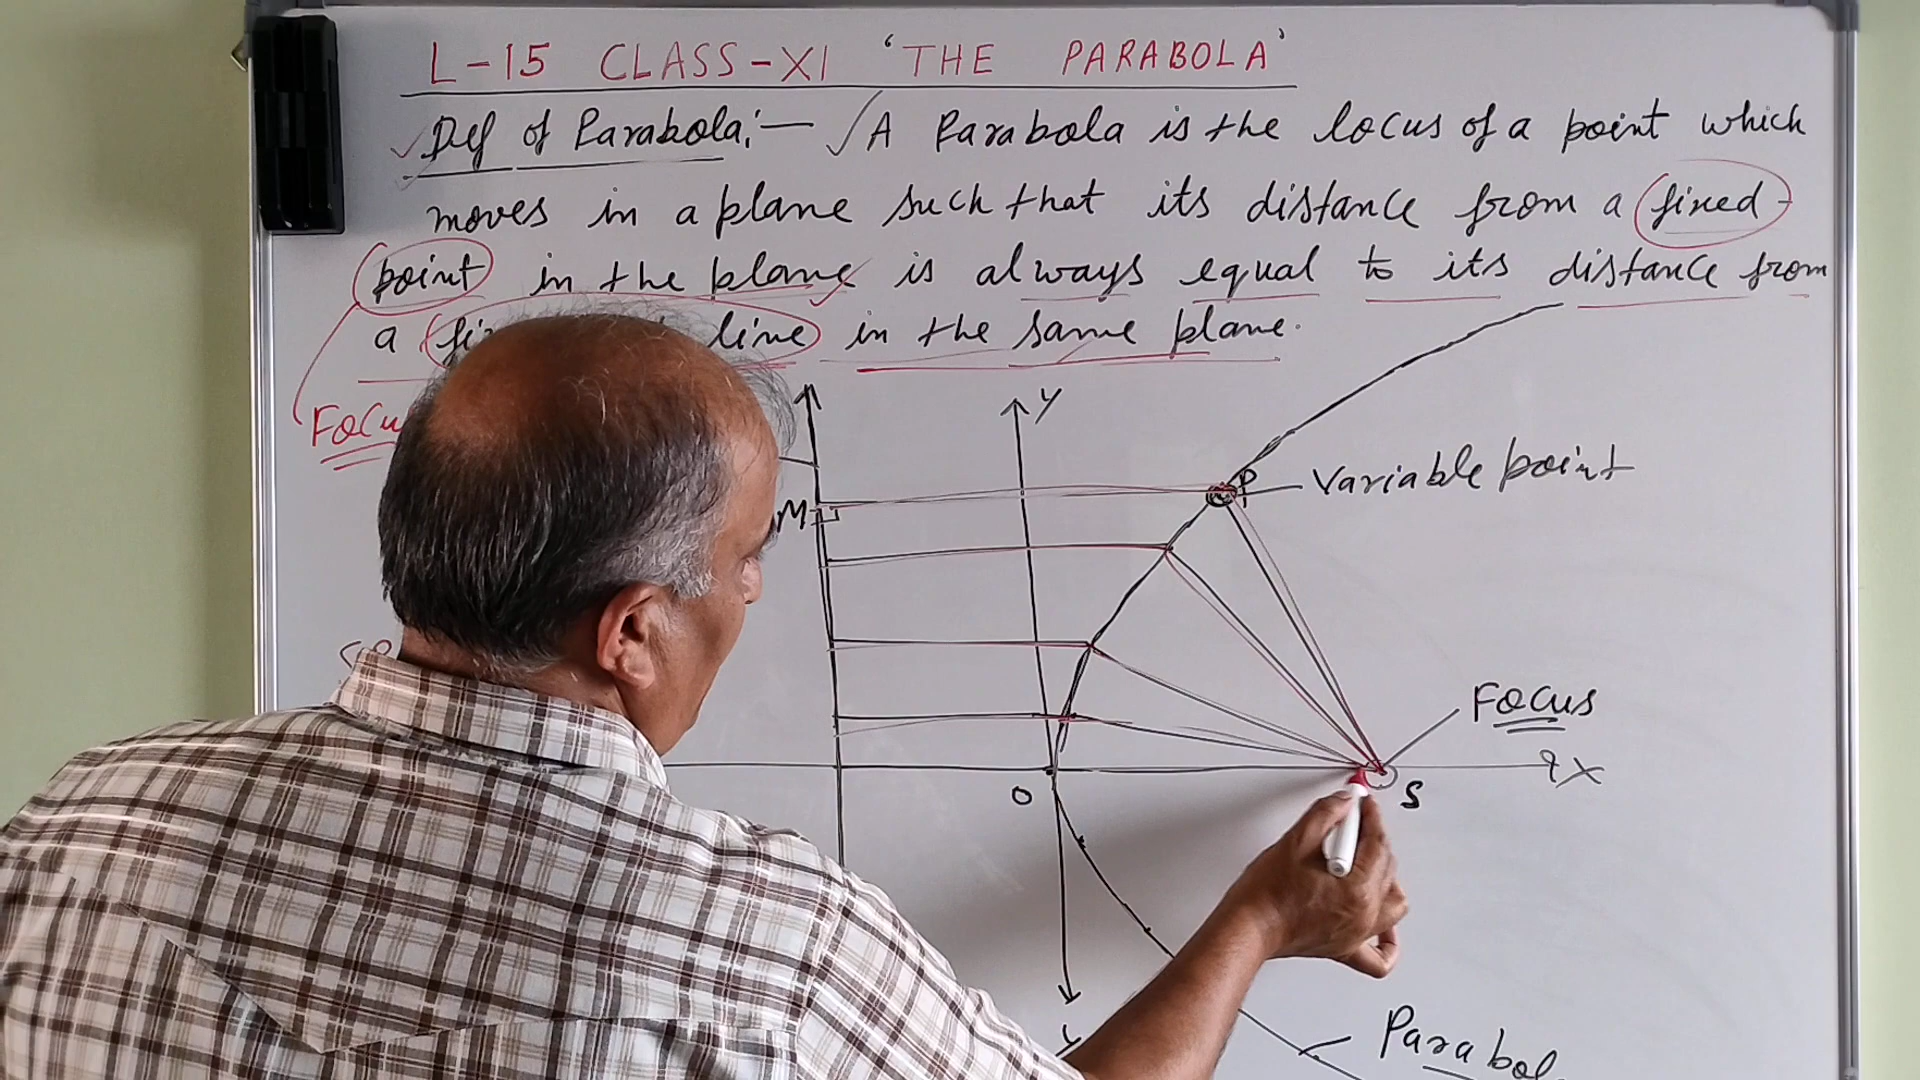 L-15 CLASS-XI 'THE PARABOLA'
Def of Parabola:- A Parabola is the locus of a point which
moves in a plane such that its distance from a fixed
point in the plane is always equal to its distance from
a line in the same plane.
Y
P
Variable point
M
Focus
X
O
S